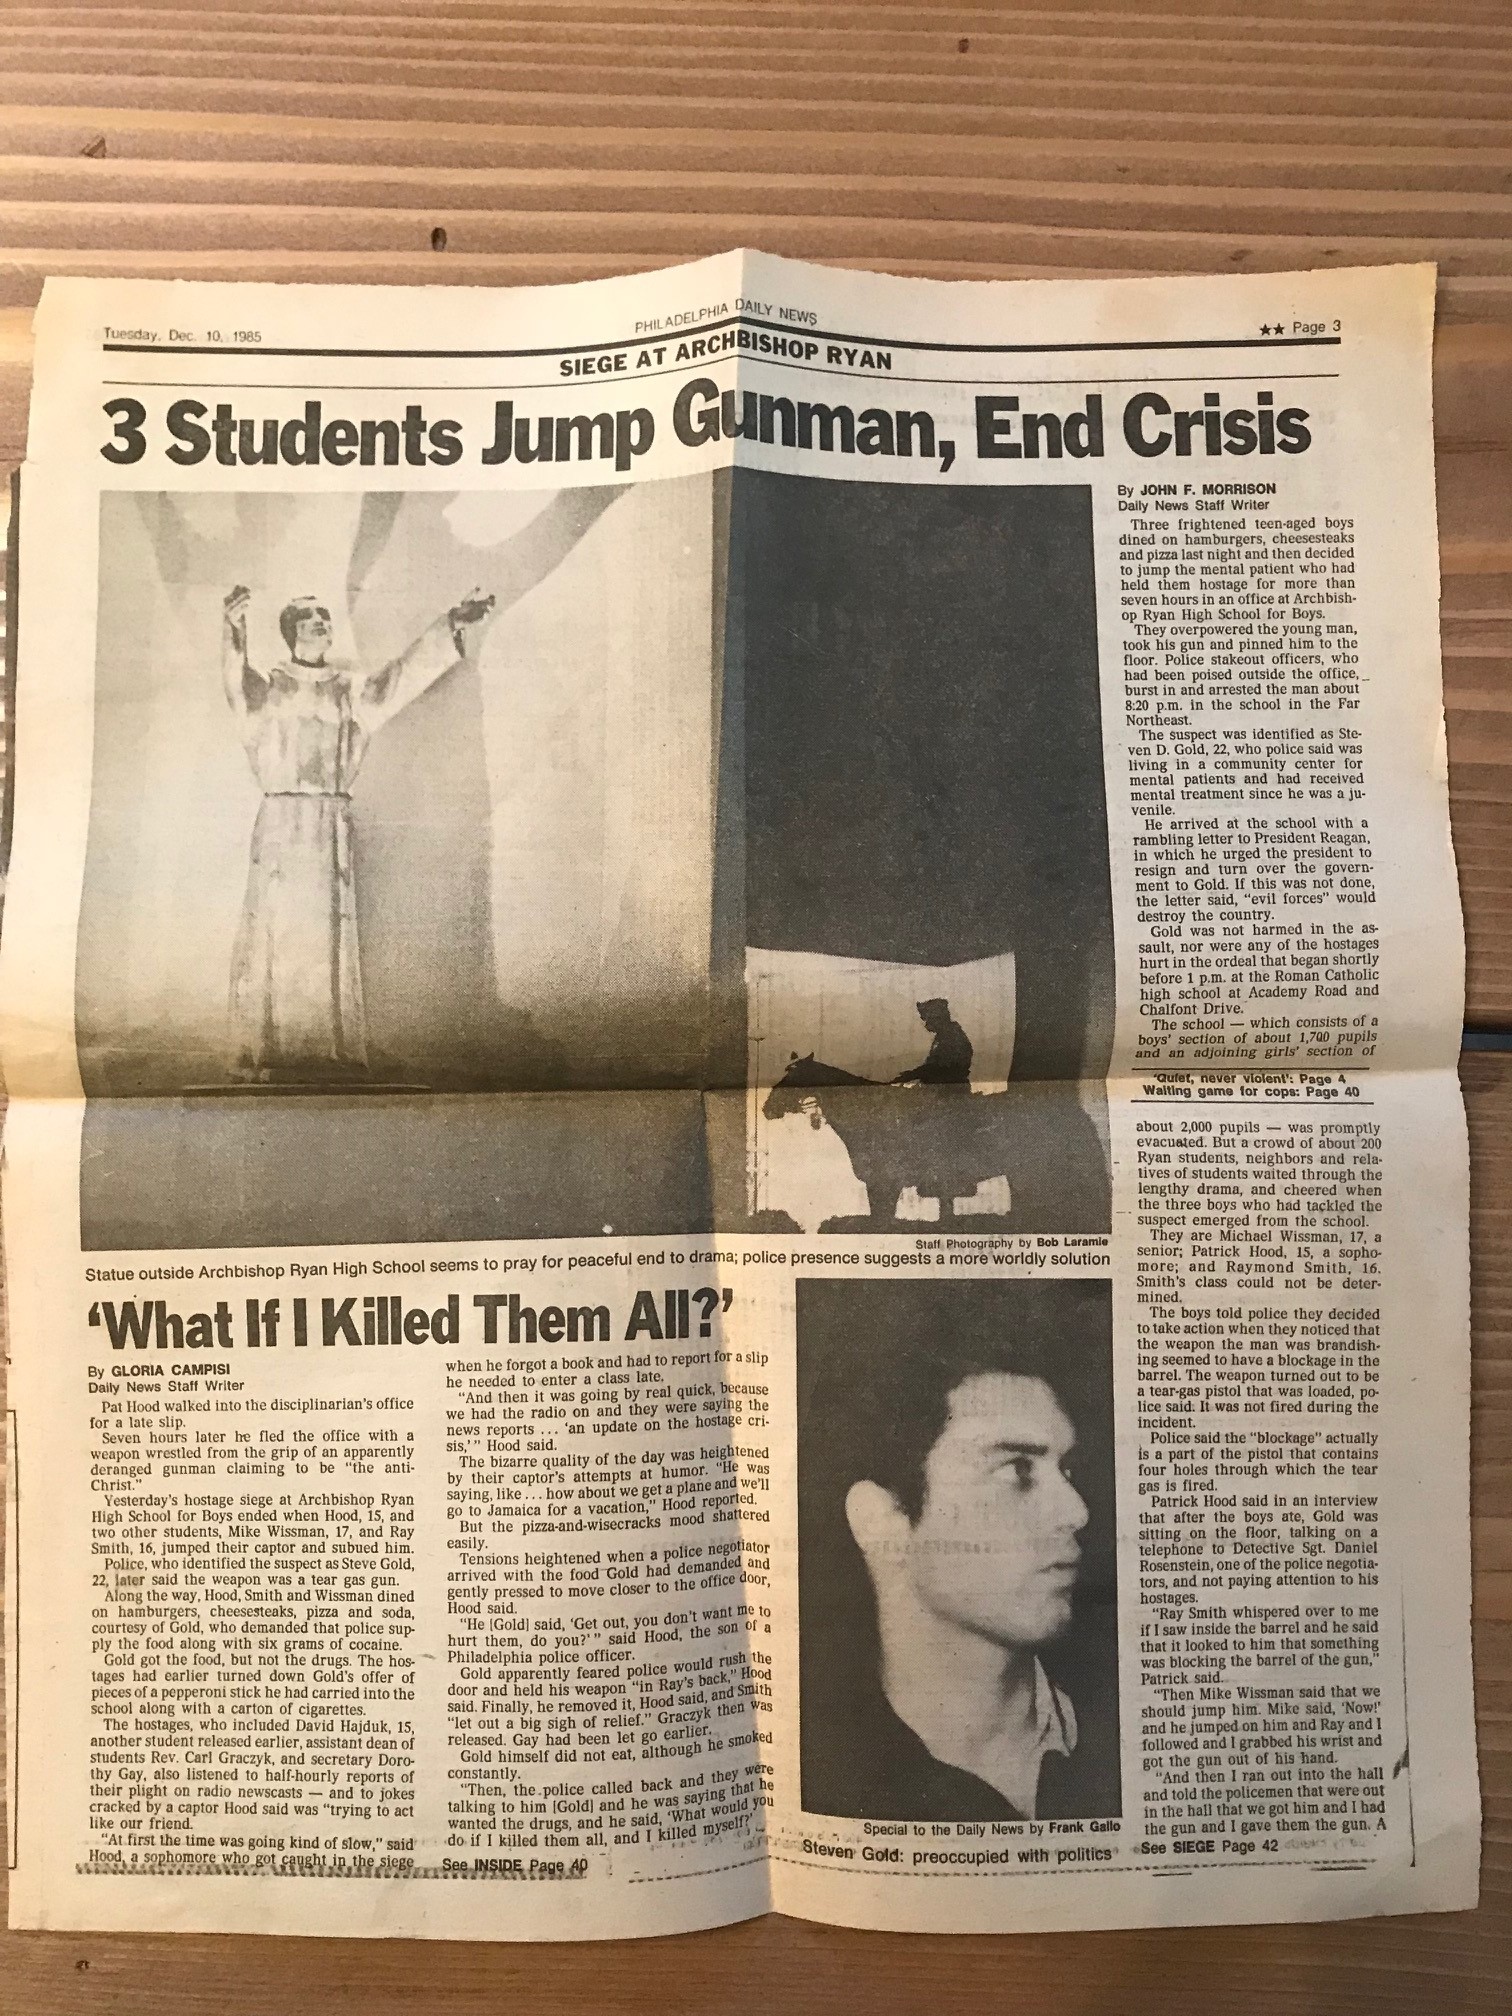 Tuesday, Dec. 10, 1985
PHILADELPHIA DAILY NEWS
★★ Page 3
SIEGE AT ARCHBISHOP RYAN
3 Students Jump Gunman, End Crisis
By JOHN F. MORRISON
Daily News Staff Writer
Three frightened teen-aged boys
dined on hamburgers, cheesesteaks
and pizza last night and then decided
to jump the mental patient who had
held them hostage for more than
seven hours in an office at Archbish-
op Ryan High School for Boys.
They overpowered the young man,
took his gun and pinned him to the
floor. Police stakeout officers, who
had been poised outside the office,
burst in and arrested the man about
8:20 p.m. in the school in the Far
Northeast.
The suspect was identified as Ste-
ven D. Gold, 22, who police said was
living in a community center for
mental patients and had received
mental treatment since he was a ju-
venile.
He arrived at the school with a
rambling letter to President Reagan,
in which he urged the president to
resign and turn over the govern-
ment to Gold. If this was not done,
the letter said, "evil forces" would
destroy the country.
Gold was not harmed in the as-
sault, nor were any of the hostages
hurt in the ordeal that began shortly
before 1 p.m. at the Roman Catholic
high school at Academy Road and
Chalfont Drive.
The school — which consists of a
boys' section of about 1,700 pupils
and an adjoining girls' section of
'Quiet, never violent': Page 4
Waiting game for cops: Page 40
about 2,000 pupils — was promptly
evacuated. But a crowd of about 200
Ryan students, neighbors and rela-
tives of students waited through the
lengthy drama, and cheered when
the three boys who had tackled the
suspect emerged from the school.
They are Michael Wissman, 17, a
senior; Patrick Hood, 15, a sopho-
more; and Raymond Smith, 16.
Smith's class could not be deter-
mined.
The boys told police they decided
to take action when they noticed that
the weapon the man was brandish-
ing seemed to have a blockage in the
barrel. The weapon turned out to be
a tear-gas pistol that was loaded, po-
lice said. It was not fired during the
incident.
Police said the "blockage" actually
is a part of the pistol that contains
four holes through which the tear
gas is fired.
Patrick Hood said in an interview
that after the boys ate, Gold was
sitting on the floor, talking on a
telephone to Detective Sgt. Daniel
Rosenstein, one of the police negotia-
tors, and not paying attention to his
hostages.
"Ray Smith whispered over to me
if I saw inside the barrel and he said
that it looked to him that something
was blocking the barrel of the gun,"
Patrick said.
"Then Mike Wissman said that we
should jump him. Mike said, 'Now!'
and he jumped on him and Ray and I
followed and I grabbed his wrist and
got the gun out of his hand.
"And then I ran out into the hall
and told the policemen that were out
in the hall that we got him and I had
the gun and I gave them the gun. A
See SIEGE Page 42
Staff Photography by Bob Laramie
Statue outside Archbishop Ryan High School seems to pray for peaceful end to drama; police presence suggests a more worldly solution
'What If I Killed Them All?'
By GLORIA CAMPISI
Daily News Staff Writer
Pat Hood walked into the disciplinarian's office
for a late slip.
Seven hours later he fled the office with a
weapon wrestled from the grip of an apparently
deranged gunman claiming to be "the anti-
Christ."
Yesterday's hostage siege at Archbishop Ryan
High School for Boys ended when Hood, 15, and
two other students, Mike Wissman, 17, and Ray
Smith, 16, jumped their captor and subued him.
Police, who identified the suspect as Steve Gold,
22, later said the weapon was a tear gas gun.
Along the way, Hood, Smith and Wissman dined
on hamburgers, cheesesteaks, pizza and soda,
courtesy of Gold, who demanded that police sup-
ply the food along with six grams of cocaine.
Gold got the food, but not the drugs. The hos-
tages had earlier turned down Gold's offer of
pieces of a pepperoni stick he had carried into the
school along with a carton of cigarettes.
The hostages, who included David Hajduk, 15,
another student released earlier, assistant dean of
students Rev. Carl Graczyk, and secretary Doro-
thy Gay, also listened to half-hourly reports of
their plight on radio newscasts — and to jokes
cracked by a captor Hood said was "trying to act
like our friend.
"At first the time was going kind of slow," said
Hood, a sophomore who got caught in the siege
when he forgot a book and had to report for a slip
he needed to enter a class late.
"And then it was going by real quick, because
we had the radio on and they were saying the
news reports ... 'an update on the hostage cri-
sis,'" Hood said.
The bizarre quality of the day was heightened
by their captor's attempts at humor. "He was
saying, like ... how about we get a plane and we'll
go to Jamaica for a vacation," Hood reported.
But the pizza-and-wisecracks mood shattered
easily.
Tensions heightened when a police negotiator
arrived with the food Gold had demanded and
gently pressed to move closer to the office door,
Hood said.
"He [Gold] said, 'Get out, you don't want me to
hurt them, do you?'" said Hood, the son of a
Philadelphia police officer.
Gold apparently feared police would rush the
door and held his weapon "in Ray's back," Hood
said. Finally, he removed it, Hood said, and Smith
"let out a big sigh of relief." Graczyk then was
released. Gay had been let go earlier.
Gold himself did not eat, although he smoked
constantly.
"Then, the police called back and they were
talking to him [Gold] and he was saying that he
wanted the drugs, and he said, 'What would you
do if I killed them all, and I killed myself?'
See INSIDE Page 40
Special to the Daily News by Frank Gallo
Steven Gold: preoccupied with politics